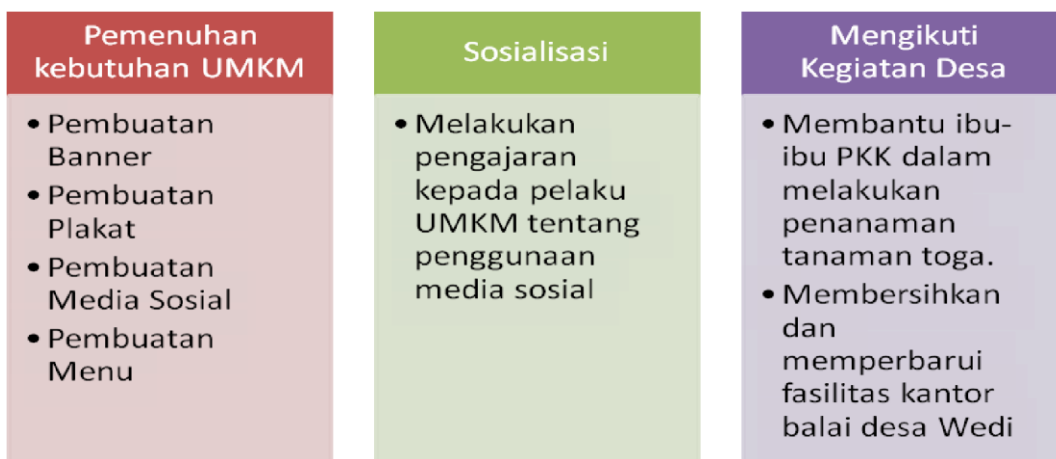 Pemenuhan
kebutuhan UMKM
• Pembuatan
Banner
• Pembuatan
Plakat
• Pembuatan
Media Sosial
• Pembuatan
Menu
Sosialisasi
• Melakukan
pengajaran
kepada pelaku
UMKM tentang
penggunaan
media sosial
Mengikuti
Kegiatan Desa
• Membantu ibu-
ibu PKK dalam
melakukan
penanaman
tanaman toga.
• Membersihkan
dan
memperbarui
fasilitas kantor
balai desa Wedi